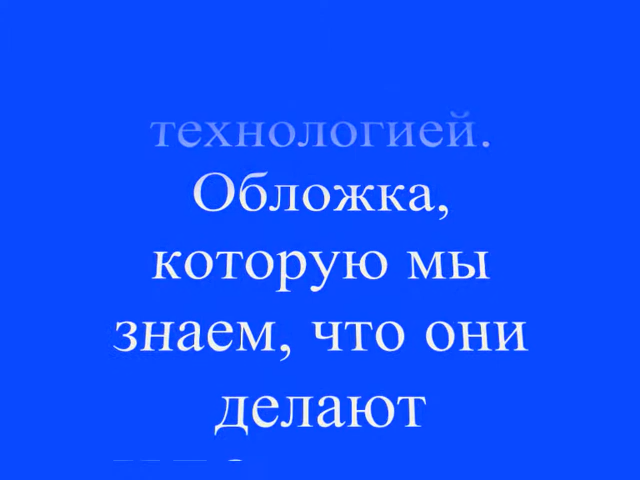 технологией.
Обложка,
которую мы
знаем, что они
делают